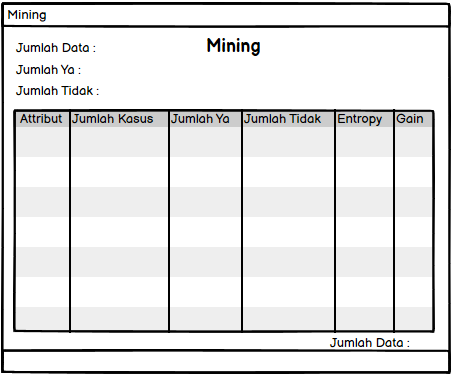 Mining
Mining
Jumlah Data :
Jumlah Ya :
Jumlah Tidak :
Attribut Jumlah Kasus Jumlah Ya Jumlah Tidak Entropy Gain
Jumlah Data :